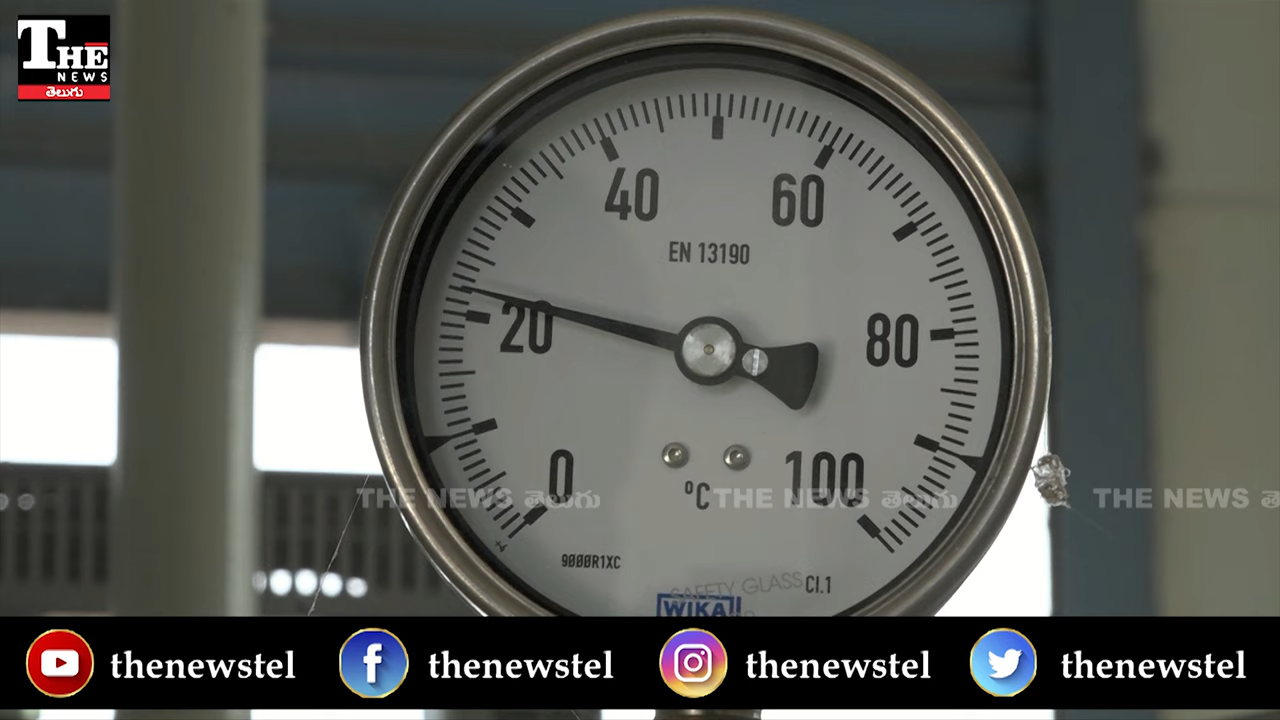 THE
NEWS
తెలుగు
40
60
EN 13190
20
80
0
100
°C
THE NEWS తెలుగు
THE NEWS తెలుగు
THE NEWS
9000R1XC
SAFETY GLASS
Cl.1
WIKA
thenewstel
thenewstel
thenewstel
thenewstel